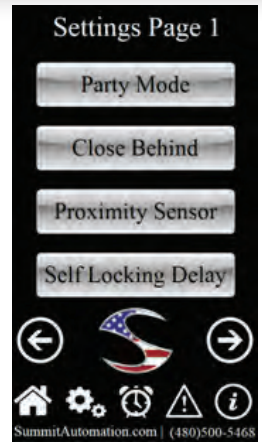 Settings Page 1
Party Mode
Close Behind
Proximity Sensor
Self Locking Delay
SummitAutomation.com | (480)500-5468